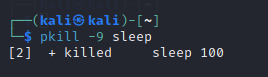 ┌──(kali㉿kali)-[~]
└─$ pkill -9 sleep
[2]  + killed     sleep 100